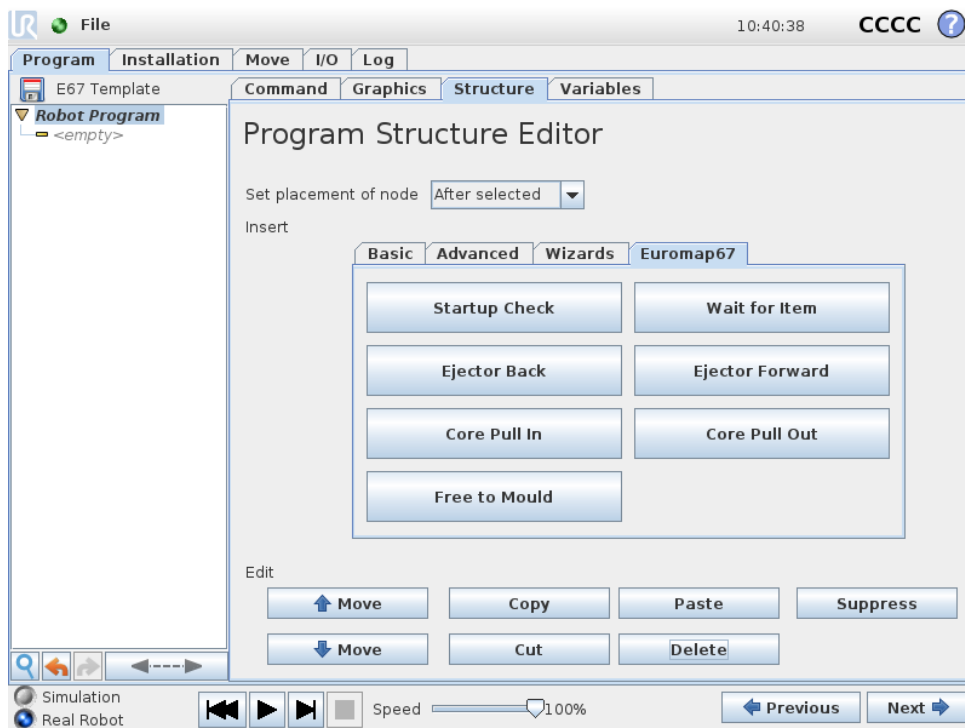 UR File 10:40:38 CCCC ?
Program Installation Move I/O Log
E67 Template Command Graphics Structure Variables
Robot Program
<empty>
Program Structure Editor
Set placement of node After selected
Insert
Basic Advanced Wizards Euromap67
Startup Check Wait for Item
Ejector Back Ejector Forward
Core Pull In Core Pull Out
Free to Mould
Edit
Move Copy Paste Suppress
Move Cut Delete
Simulation
Real Robot
Speed 100% Previous Next